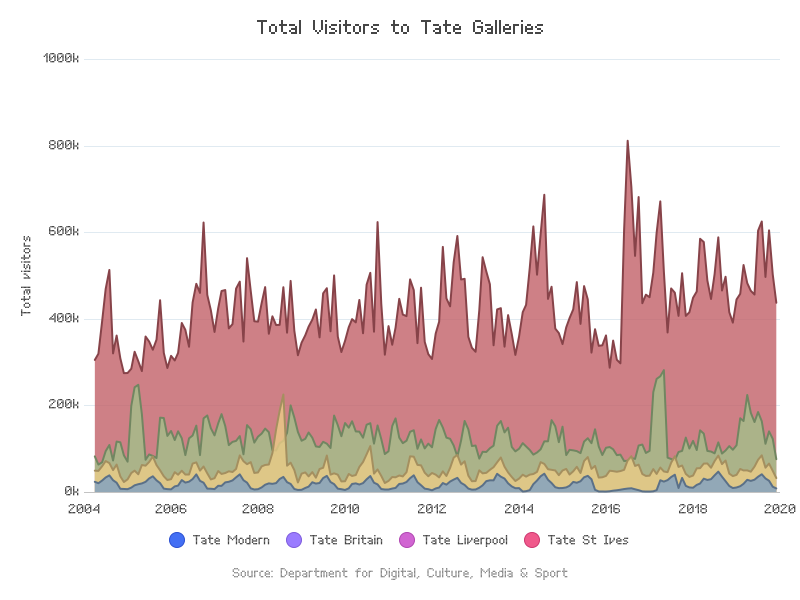 Total Visitors to Tate Galleries
1000k
800k
600k
400k
200k
0k
Total visitors
2004 2006 2008 2010 2012 2014 2016 2018 2020
Tate Modern Tate Britain Tate Liverpool Tate St Ives
Source: Department for Digital, Culture, Media & Sport